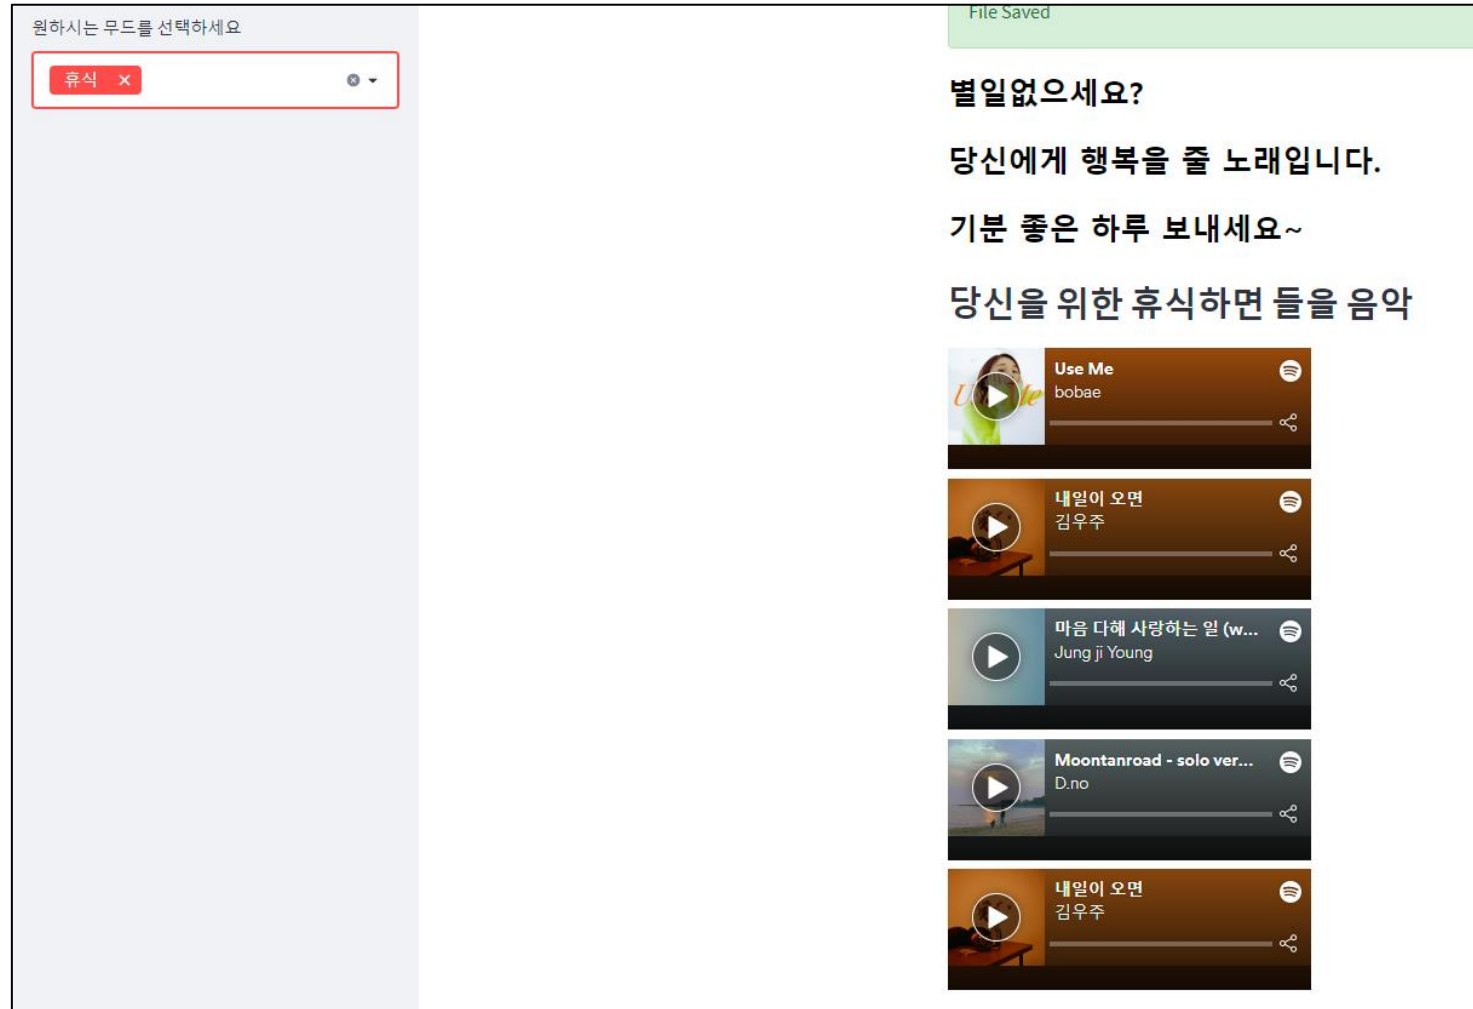 원하시는 무드를 선택하세요
휴식
File Saved
별일없으세요?
당신에게 행복을 줄 노래입니다.
기분 좋은 하루 보내세요~
당신을 위한 휴식하면 들을 음악
Use Me
bobae
Use Me
내일이 오면
김우주
마음 다해 사랑하는 일 (w...
Jung ji Young
Moontanroad - solo ver...
D.no
내일이 오면
김우주